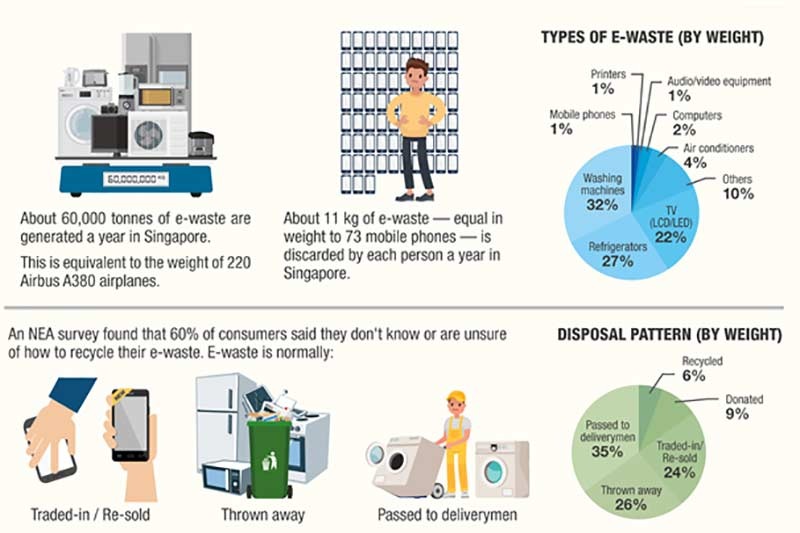 60,000,000 KG
About 60,000 tonnes of e-waste are
generated a year in Singapore.
This is equivalent to the weight of 220
Airbus A380 airplanes.
About 11 kg of e-waste — equal in
weight to 73 mobile phones — is
discarded by each person a year in
Singapore.
TYPES OF E-WASTE (BY WEIGHT)
Printers
1%
Audio/video equipment
1%
Mobile phones
1%
Computers
2%
Air conditioners
4%
Others
10%
Washing
machines
32%
TV
(LCD/LED)
22%
Refrigerators
27%
An NEA survey found that 60% of consumers said they don't know or are unsure
of how to recycle their e-waste. E-waste is normally:
NEW
Traded-in / Re-sold
Thrown away
Passed to deliverymen
DISPOSAL PATTERN (BY WEIGHT)
Recycled
6%
Donated
9%
Passed to
deliverymen
35%
Traded-in/
Re-sold
24%
Thrown away
26%